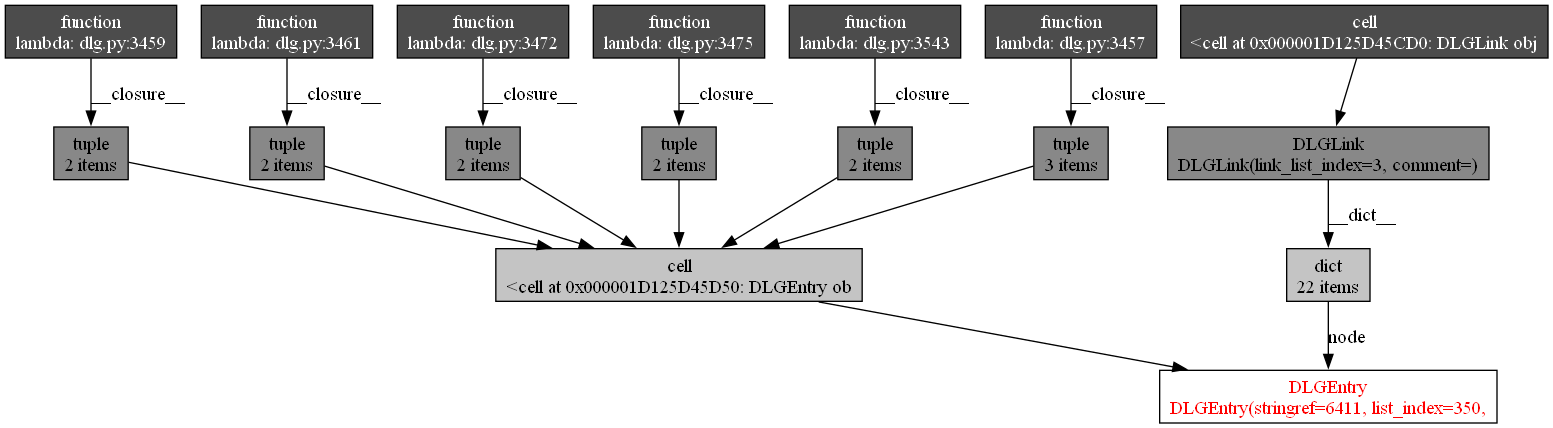 function
lambda: dlg.py:3459
function
lambda: dlg.py:3461
function
lambda: dlg.py:3472
function
lambda: dlg.py:3475
function
lambda: dlg.py:3543
function
lambda: dlg.py:3457
cell
<cell at 0x000001D125D45CD0: DLGLink obj
__closure__
__closure__
__closure__
__closure__
__closure__
__closure__
tuple
2 items
tuple
2 items
tuple
2 items
tuple
2 items
tuple
2 items
tuple
3 items
DLGLink
DLGLink(link_list_index=3, comment=)
__dict__
cell
<cell at 0x000001D125D45D50: DLGEntry ob
dict
22 items
node
DLGEntry
DLGEntry(stringref=6411, list_index=350,